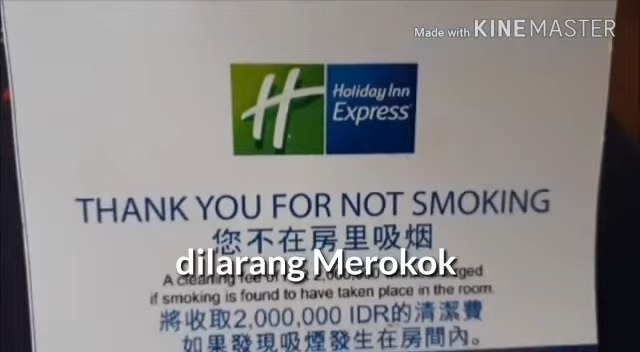 Made with KINEMASTER
H
Holiday Inn
Express
THANK YOU FOR NOT SMOKING
您不在房里吸烟
dilarang Merokok
A cleaning fee of
if smoking is found to have taken place in the room.
將收取2,000,000 IDR的清潔費
如果發現吸煙發生在房間內。